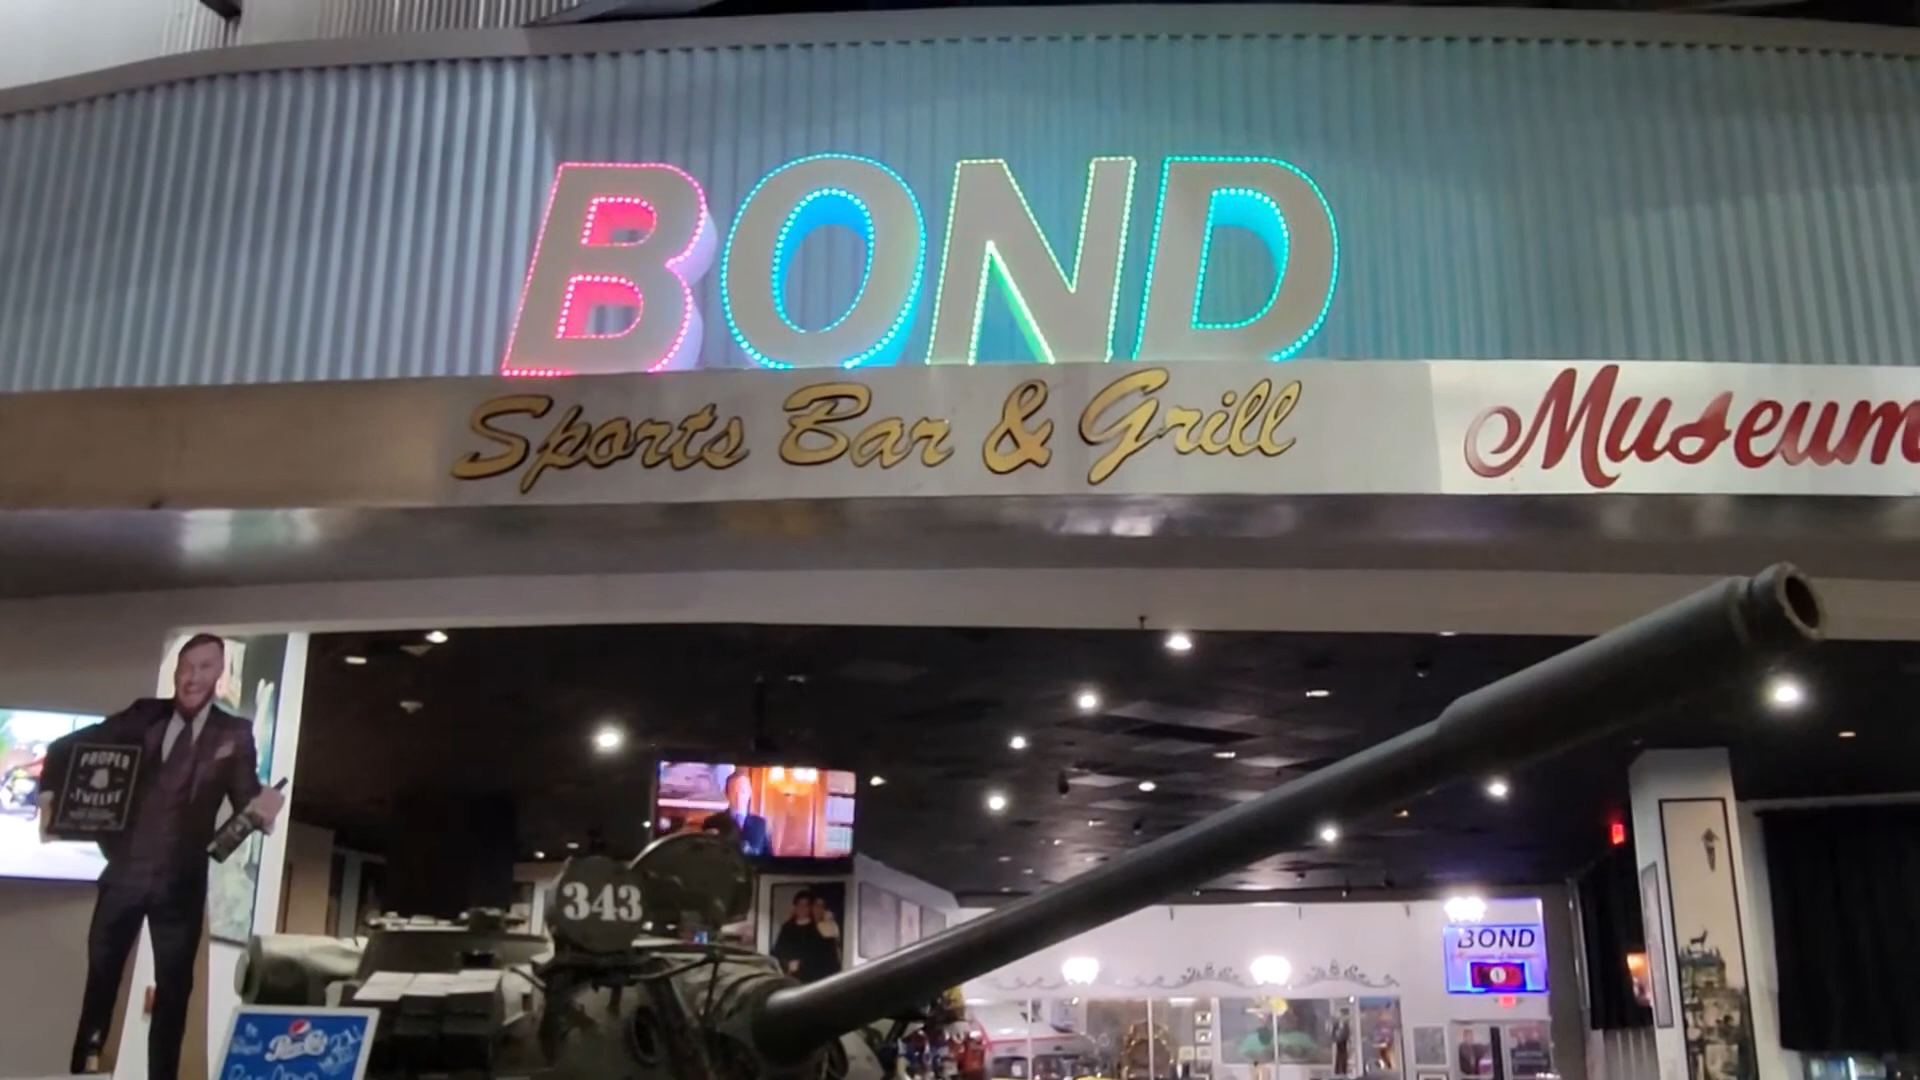 BOND
Sports Bar & Grill
Museum
PROPER
TWELVE
343
BOND